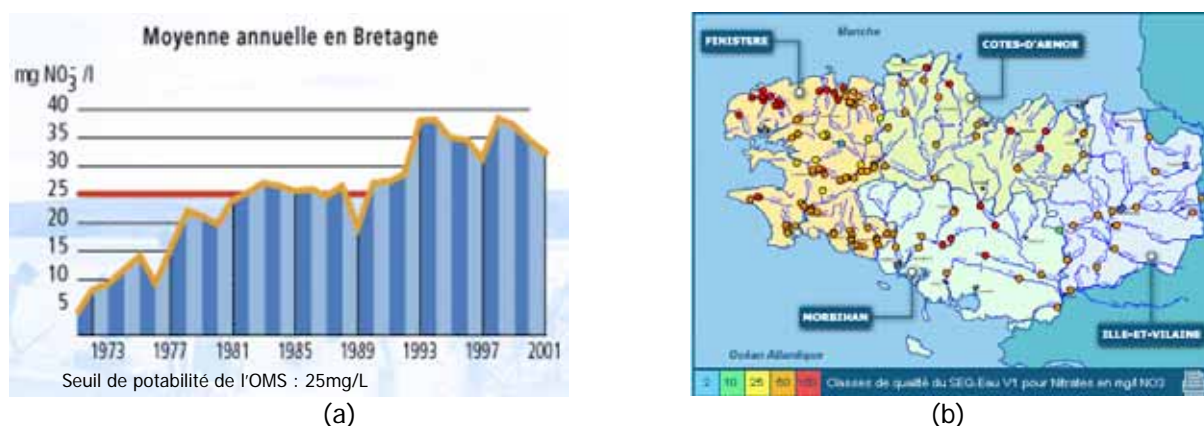 Moyenne annuelle en Bretagne
mg NO3- /l
40
35
30
25
20
15
10
5
1973 1977 1981 1985 1989 1993 1997 2001
Seuil de potabilité de l'OMS : 25mg/L
(a)
Manche
FINISTERE
COTES-D'ARMOR
MORBIHAN
ILLE-ET-VILAINE
Océan Atlantique
2 10 25 50 100 Classes de qualité du SEQ-Eau V1 pour Nitrates en mg/l NO3
(b)